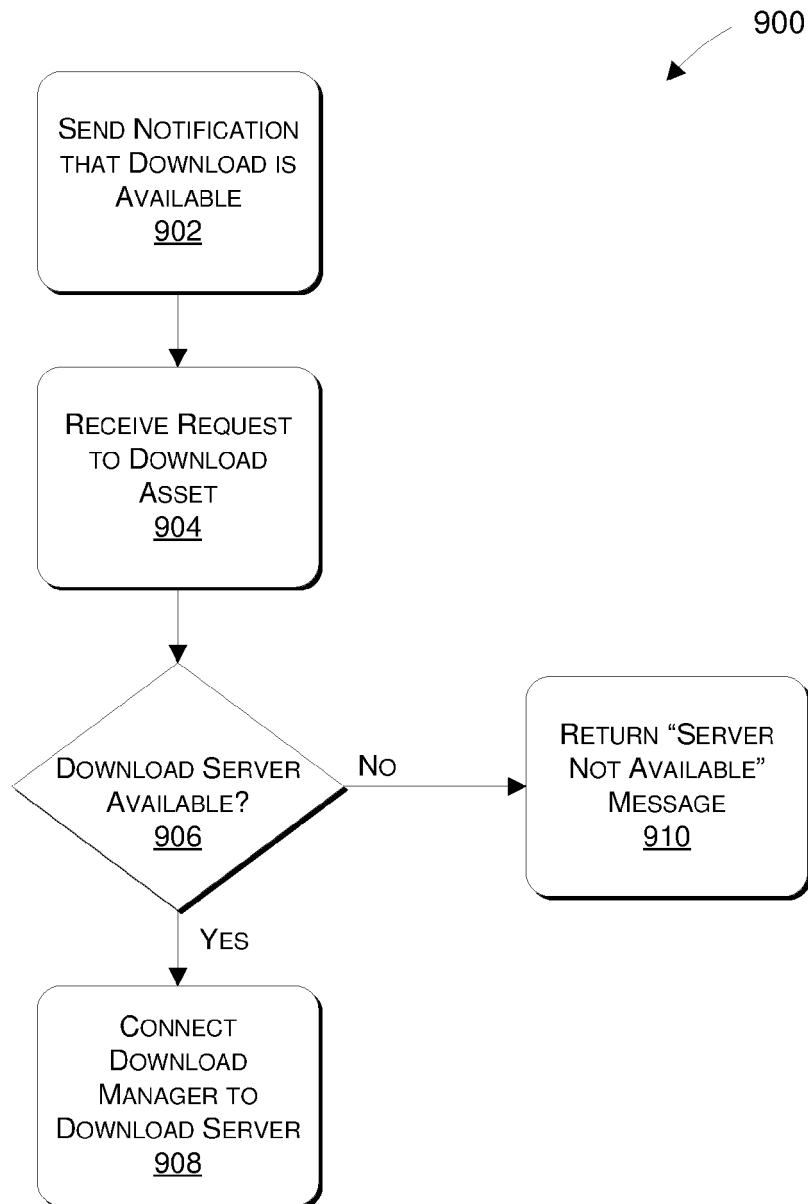 900
SEND NOTIFICATION
THAT DOWNLOAD IS
AVAILABLE
902
RECEIVE REQUEST
TO DOWNLOAD
ASSET
904
DOWNLOAD SERVER
AVAILABLE?
906
NO
RETURN “SERVER
NOT AVAILABLE”
MESSAGE
910
YES
CONNECT
DOWNLOAD
MANAGER TO
DOWNLOAD SERVER
908